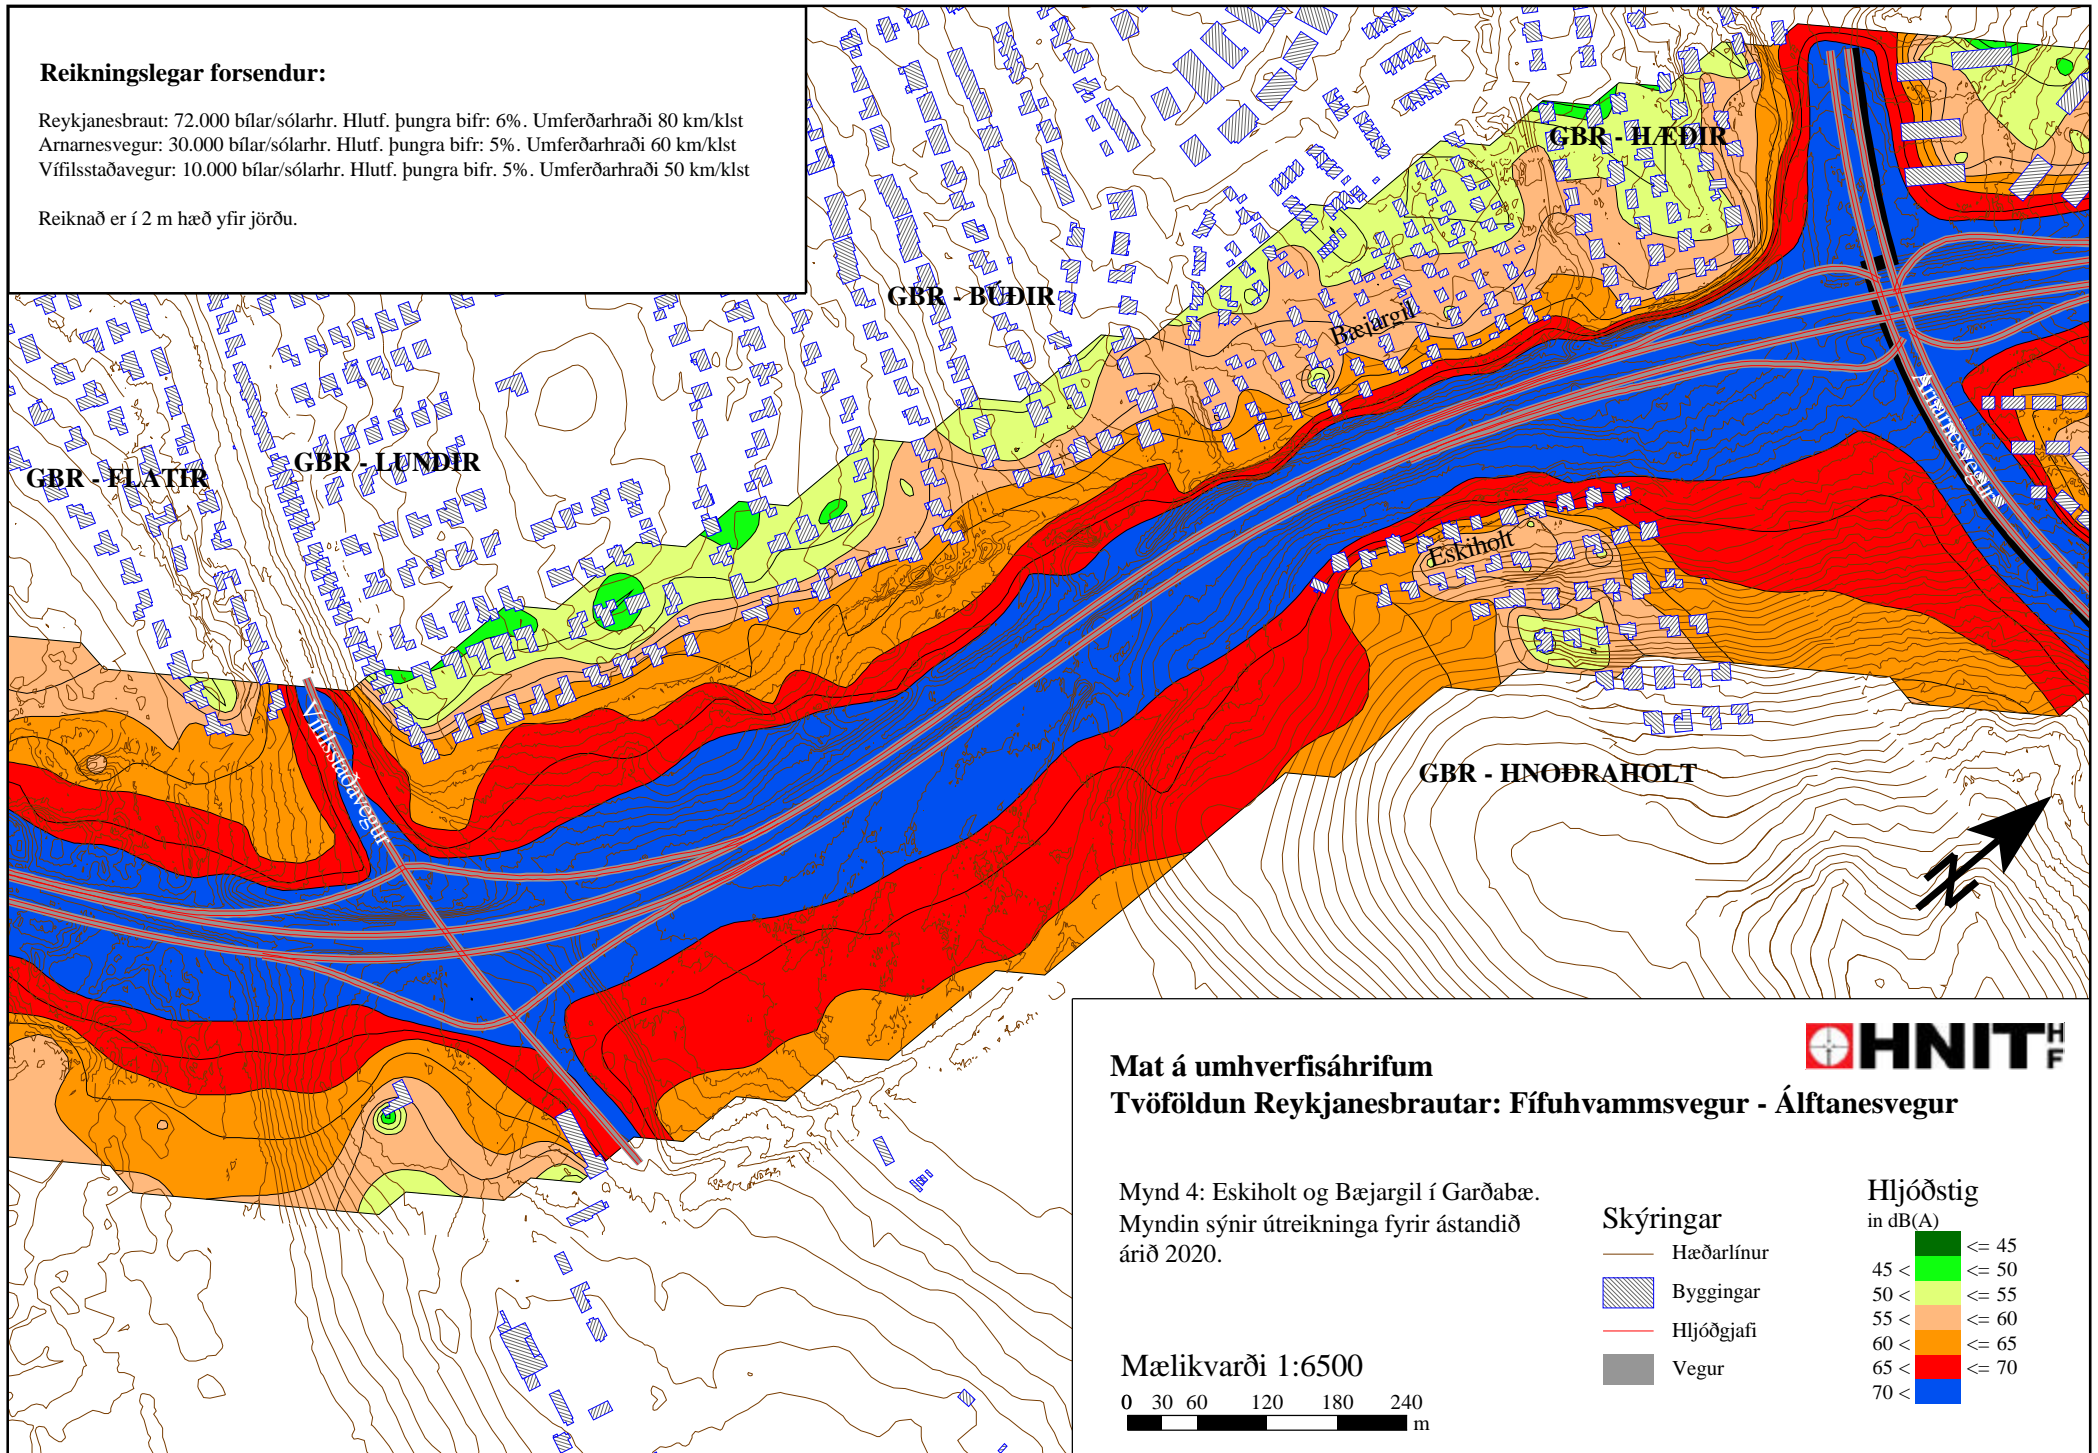 Reikningslegar forsendur:
Reykjanesbraut: 72.000 bílar/sólarhr. Hlutf. þungra bifr: 6%. Umferðarhraði 80 km/klst
Arnarnesvegur: 30.000 bílar/sólarhr. Hlutf. þungra bifr: 5%. Umferðarhraði 60 km/klst
Vífilsstaðavegur: 10.000 bílar/sólarhr. Hlutf. þungra bifr. 5%. Umferðarhraði 50 km/klst
Reiknað er í 2 m hæð yfir jörðu.
GBR - HÆÐIR
GBR - BÚÐIR
Bæjargil
Arnarnesvegur
GBR - LUNDIR
GBR - FLATIR
Eskiholt
Vífilsstaðavegur
GBR - HNOÐRAHOLT
N
HNIT HF
Mat á umhverfisáhrifum
Tvöföldun Reykjanesbrautar: Fífuhvammsvegur - Álftanesvegur
Mynd 4: Eskiholt og Bæjargil í Garðabæ.
Myndin sýnir útreikninga fyrir ástandið
árið 2020.
Mælikvarði 1:6500
0 30 60 120 180 240
m
Skýringar
Hæðarlínur
Byggingar
Hljóðgjafi
Vegur
Hljóðstig
in dB(A)
<= 45
45 < <= 50
50 < <= 55
55 < <= 60
60 < <= 65
65 < <= 70
70 <